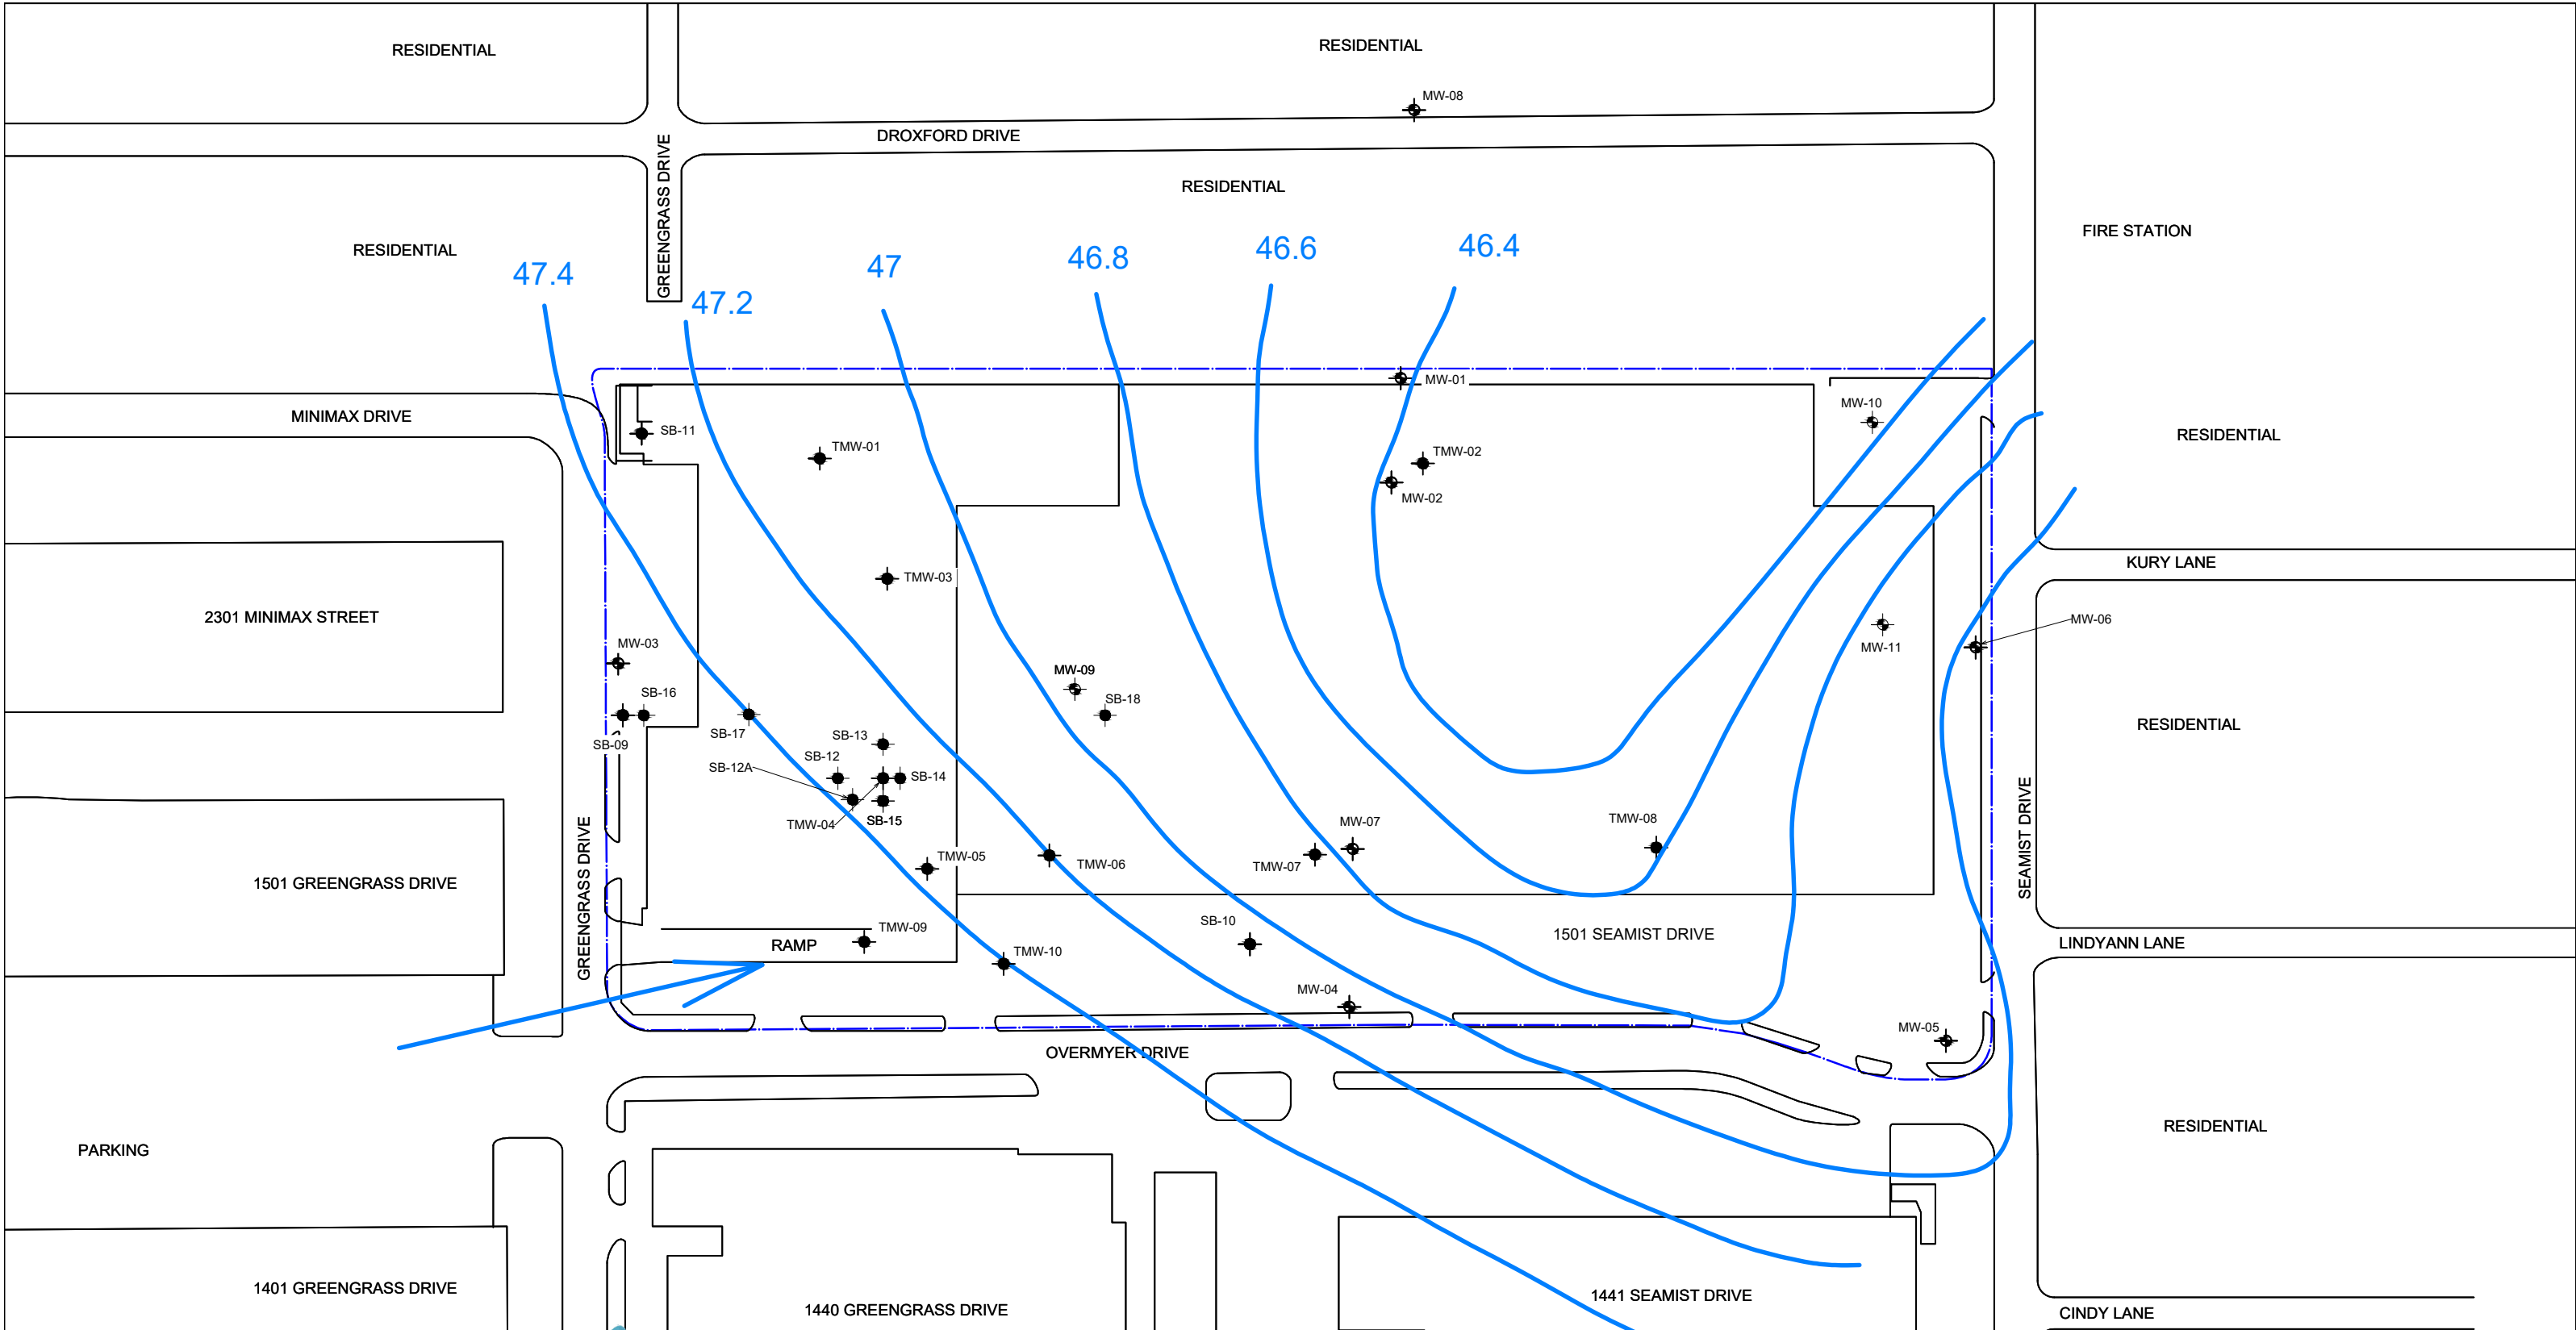 RESIDENTIAL
RESIDENTIAL
MW-08
DROXFORD DRIVE
GREENGRASS DRIVE
RESIDENTIAL
FIRE STATION
RESIDENTIAL
47.4
47.2
47
46.8
46.6
46.4
MW-01
MW-10
MINIMAX DRIVE
SB-11
TMW-01
TMW-02
MW-02
RESIDENTIAL
KURY LANE
TMW-03
2301 MINIMAX STREET
MW-03
MW-06
MW-11
MW-09
SB-16
SB-18
SB-09
SB-17
SB-13
SB-12
SB-12A
SB-14
TMW-04
SB-15
RESIDENTIAL
MW-07
TMW-08
TMW-07
TMW-05
TMW-06
SEAMIST DRIVE
GREENGRASS DRIVE
1501 GREENGRASS DRIVE
SB-10
TMW-09
RAMP
TMW-10
1501 SEAMIST DRIVE
LINDYANN LANE
MW-04
MW-05
OVERMYER DRIVE
PARKING
RESIDENTIAL
1401 GREENGRASS DRIVE
1440 GREENGRASS DRIVE
1441 SEAMIST DRIVE
CINDY LANE